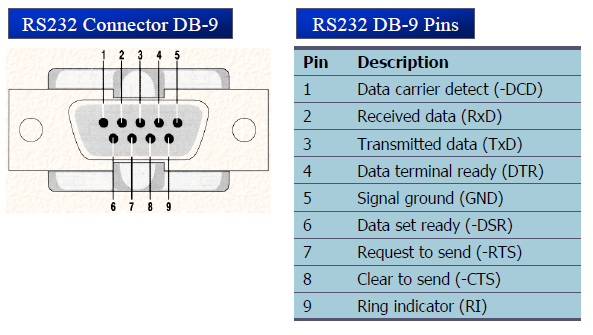 RS232 Connector DB-9
1 2 3 4 5
6 7 8 9
RS232 DB-9 Pins
Pin Description
1 Data carrier detect (-DCD)
2 Received data (RxD)
3 Transmitted data (TxD)
4 Data terminal ready (DTR)
5 Signal ground (GND)
6 Data set ready (-DSR)
7 Request to send (-RTS)
8 Clear to send (-CTS)
9 Ring indicator (RI)